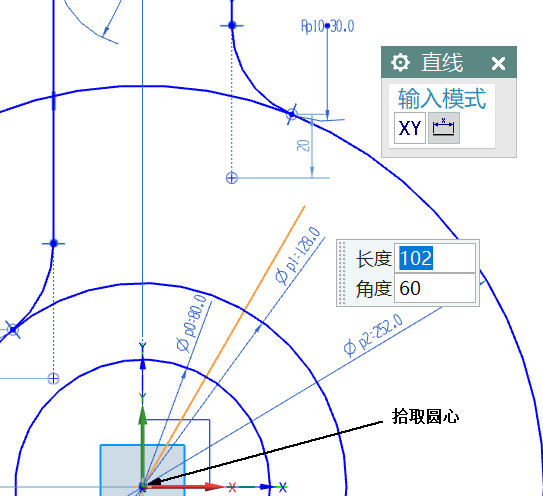 Rp10=30.0
直线
输入模式
XY
x
20
长度 102
角度 60
Ø p1=128.0
Ø p0=80.0
Ø p2=252.0
Y
Y
拾取圆心
X
X